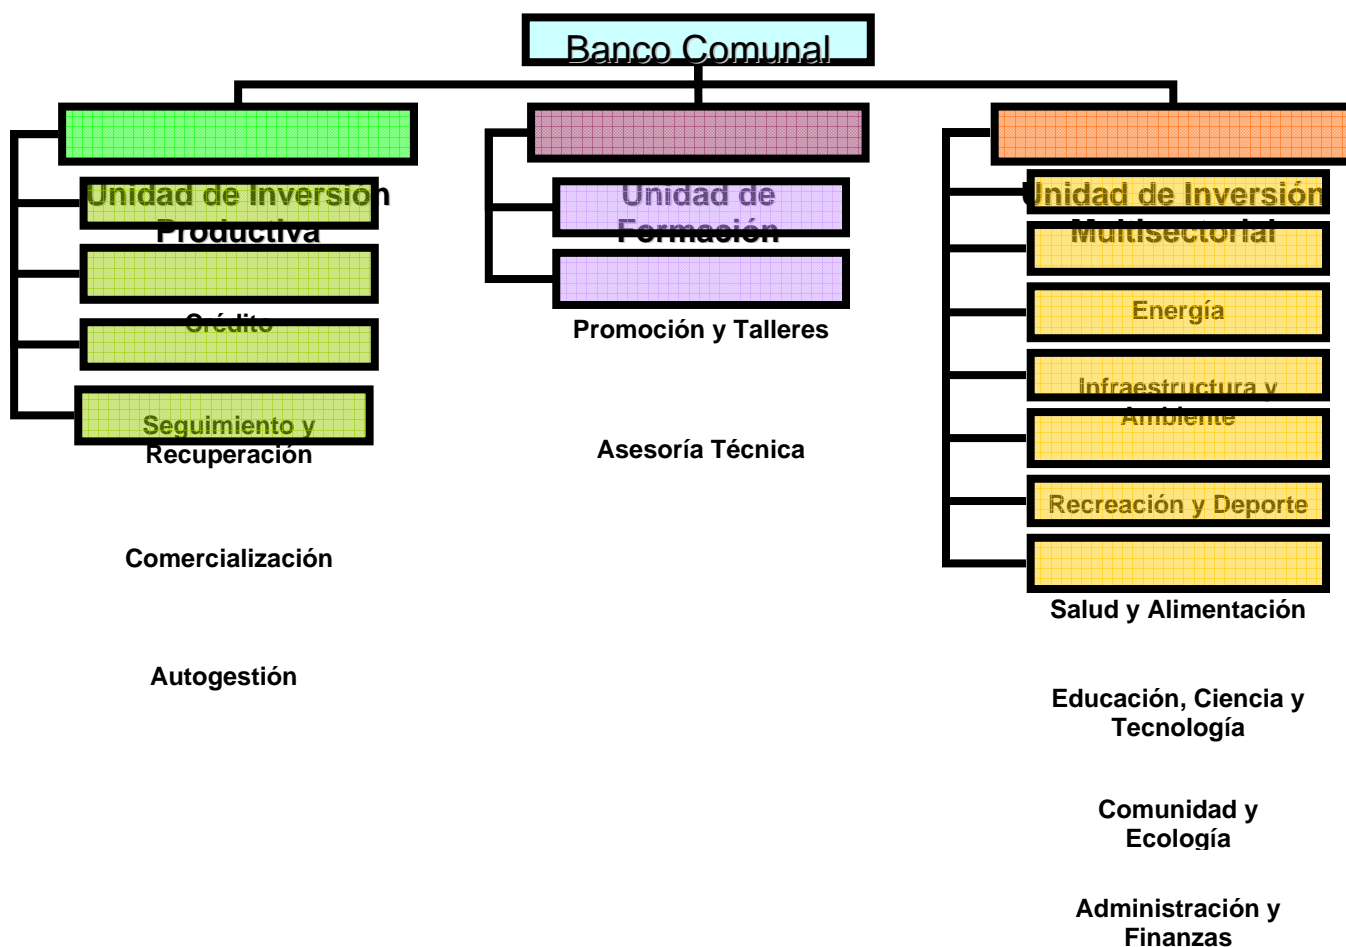 Banco Comunal
Unidad de Inversión
Productiva
Crédito
Seguimiento y
Recuperación
Comercialización
Autogestión
Unidad de
Formación
Promoción y Talleres
Asesoría Técnica
Unidad de Inversión
Multisectorial
Energía
Infraestructura y
Ambiente
Recreación y Deporte
Salud y Alimentación
Educación, Ciencia y
Tecnología
Comunidad y
Ecología
Administración y
Finanzas